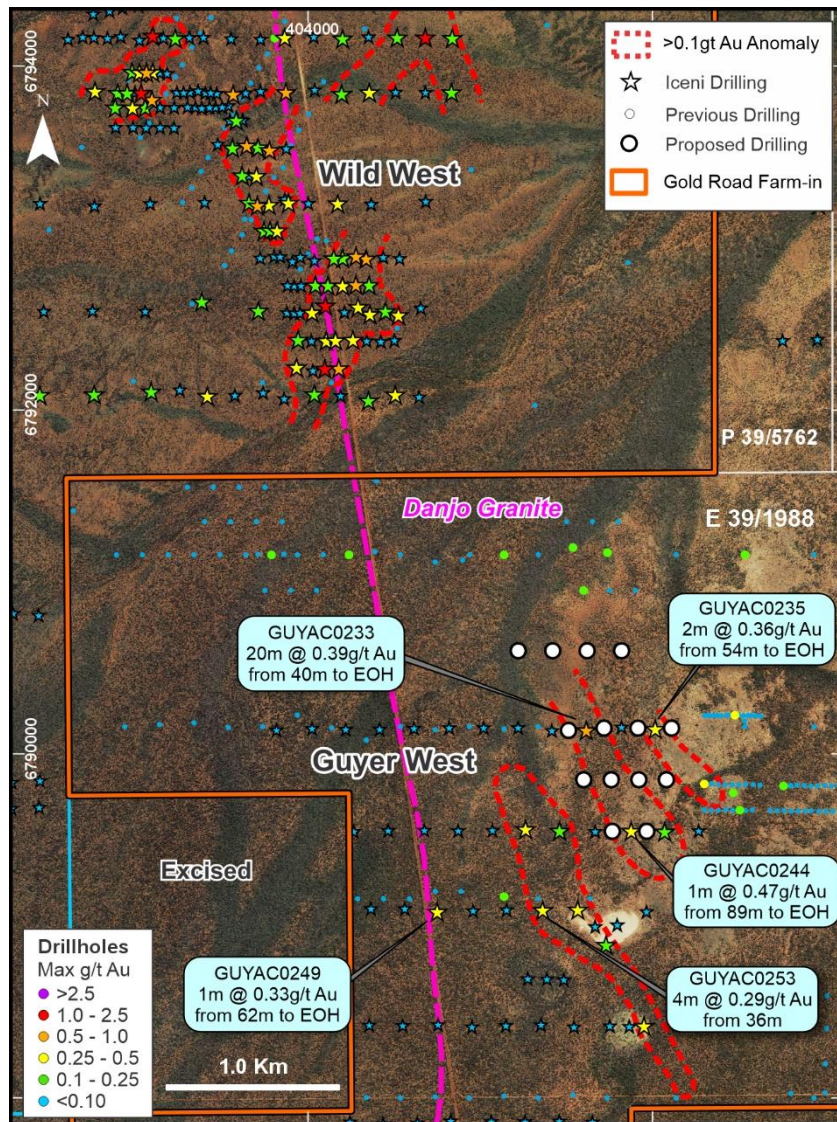 404000
6794000
N
>0.1gt Au Anomaly
Iceni Drilling
Previous Drilling
Proposed Drilling
Gold Road Farm-in
Wild West
6792000
P 39/5762
Danjo Granite
E 39/1988
GUYAC0233
20m @ 0.39g/t Au
from 40m to EOH
GUYAC0235
2m @ 0.36g/t Au
from 54m to EOH
6790000
Guyer West
Excised
GUYAC0244
1m @ 0.47g/t Au
from 89m to EOH
GUYAC0249
1m @ 0.33g/t Au
from 62m to EOH
GUYAC0253
4m @ 0.29g/t Au
from 36m
Drillholes
Max g/t Au
>2.5
1.0 - 2.5
0.5 - 1.0
0.25 - 0.5
0.1 - 0.25
<0.10
1.0 Km